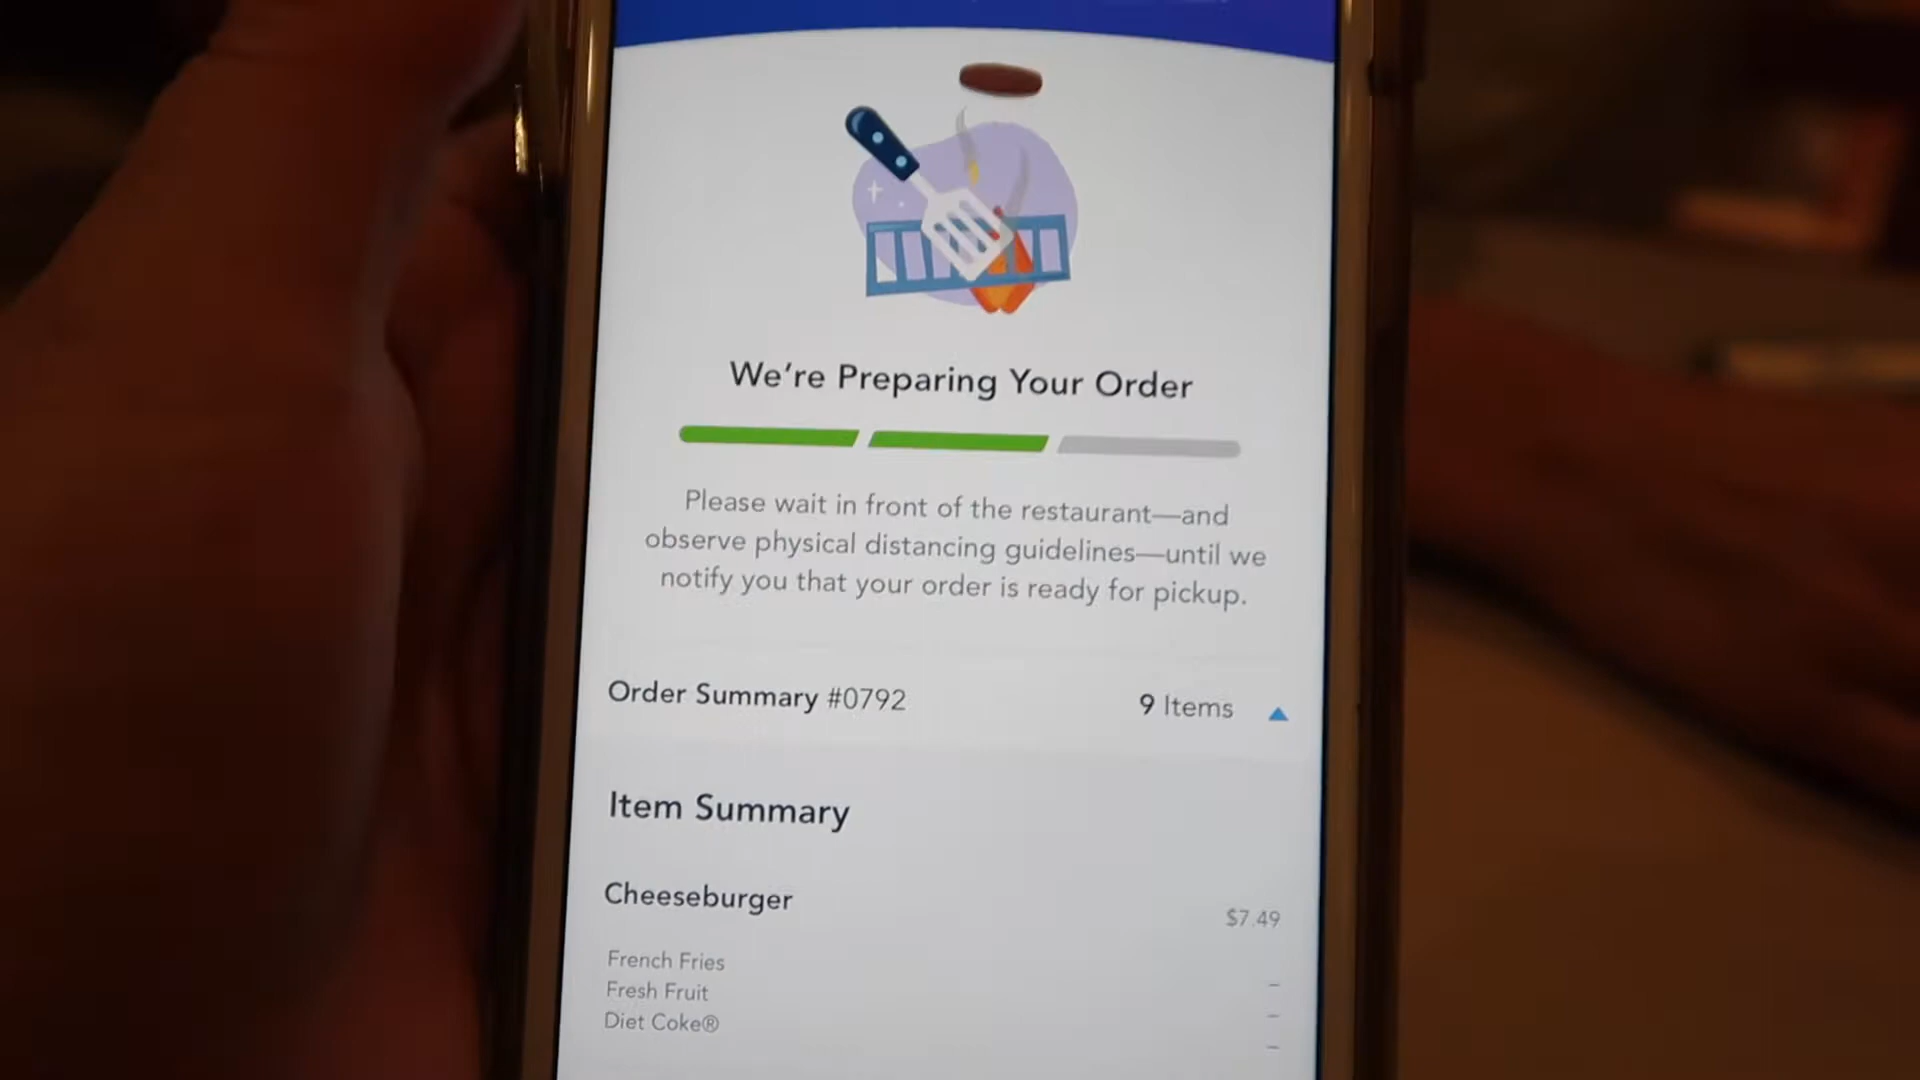 We're Preparing Your Order
Please wait in front of the restaurant—and
observe physical distancing guidelines—until we
notify you that your order is ready for pickup.
Order Summary #0792 9 Items
Item Summary
Cheeseburger
$7.49
French Fries
–
Fresh Fruit
–
Diet Coke®
–